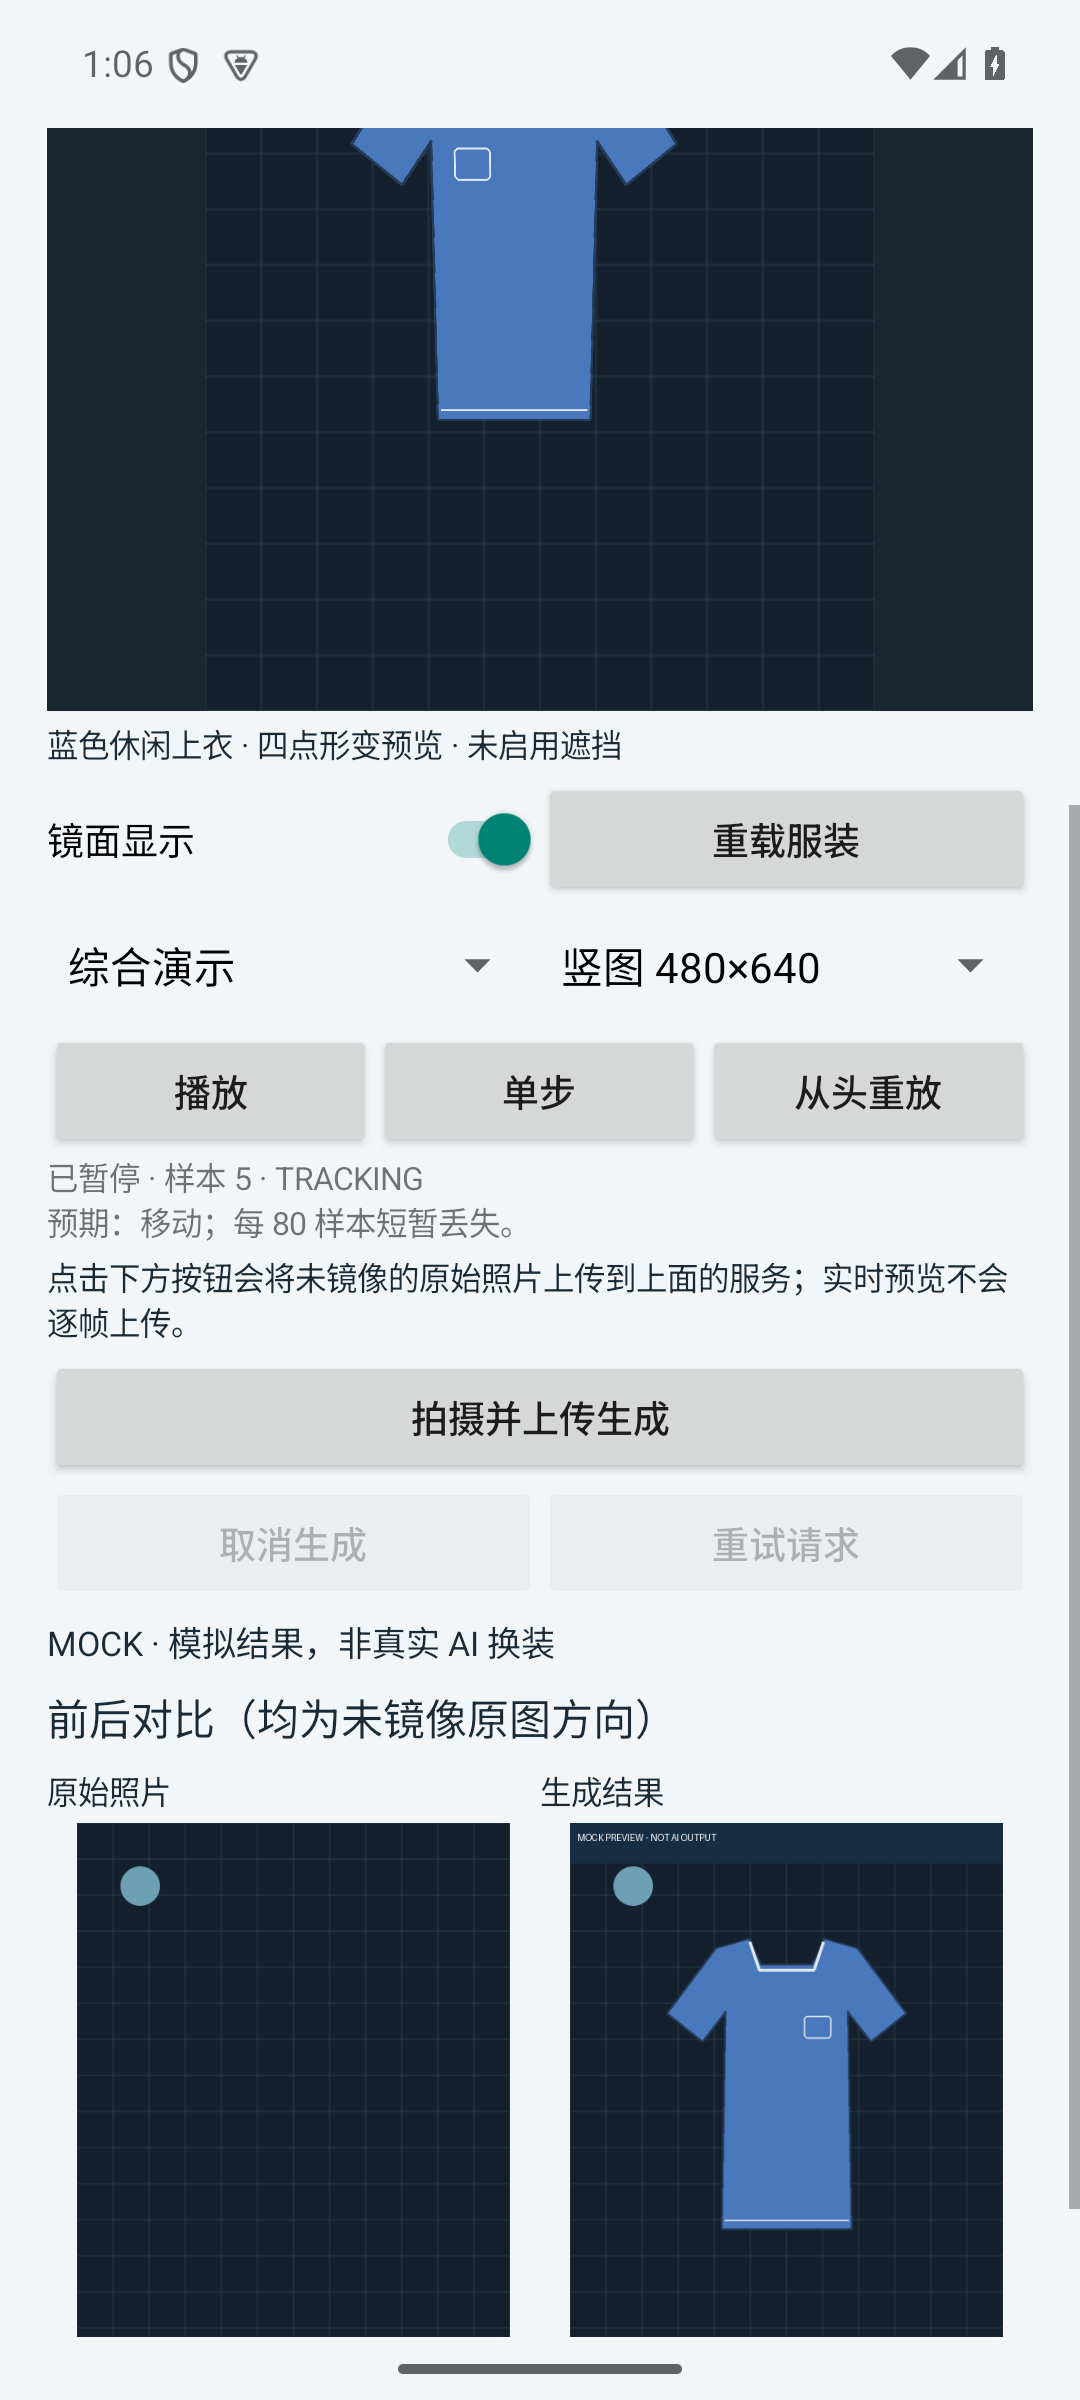 1:06
蓝色休闲上衣 · 四点形变预览 · 未启用遮挡
镜面显示
重载服装
综合演示
竖图 480×640
播放
单步
从头重放
已暂停 · 样本 5 · TRACKING
预期：移动；每 80 样本短暂丢失。
点击下方按钮会将未镜像的原始照片上传到上面的服务；实时预览不会
逐帧上传。
拍摄并上传生成
取消生成
重试请求
MOCK · 模拟结果，非真实 AI 换装
前后对比（均为未镜像原图方向）
原始照片
生成结果
MOCK PREVIEW - NOT AI OUTPUT